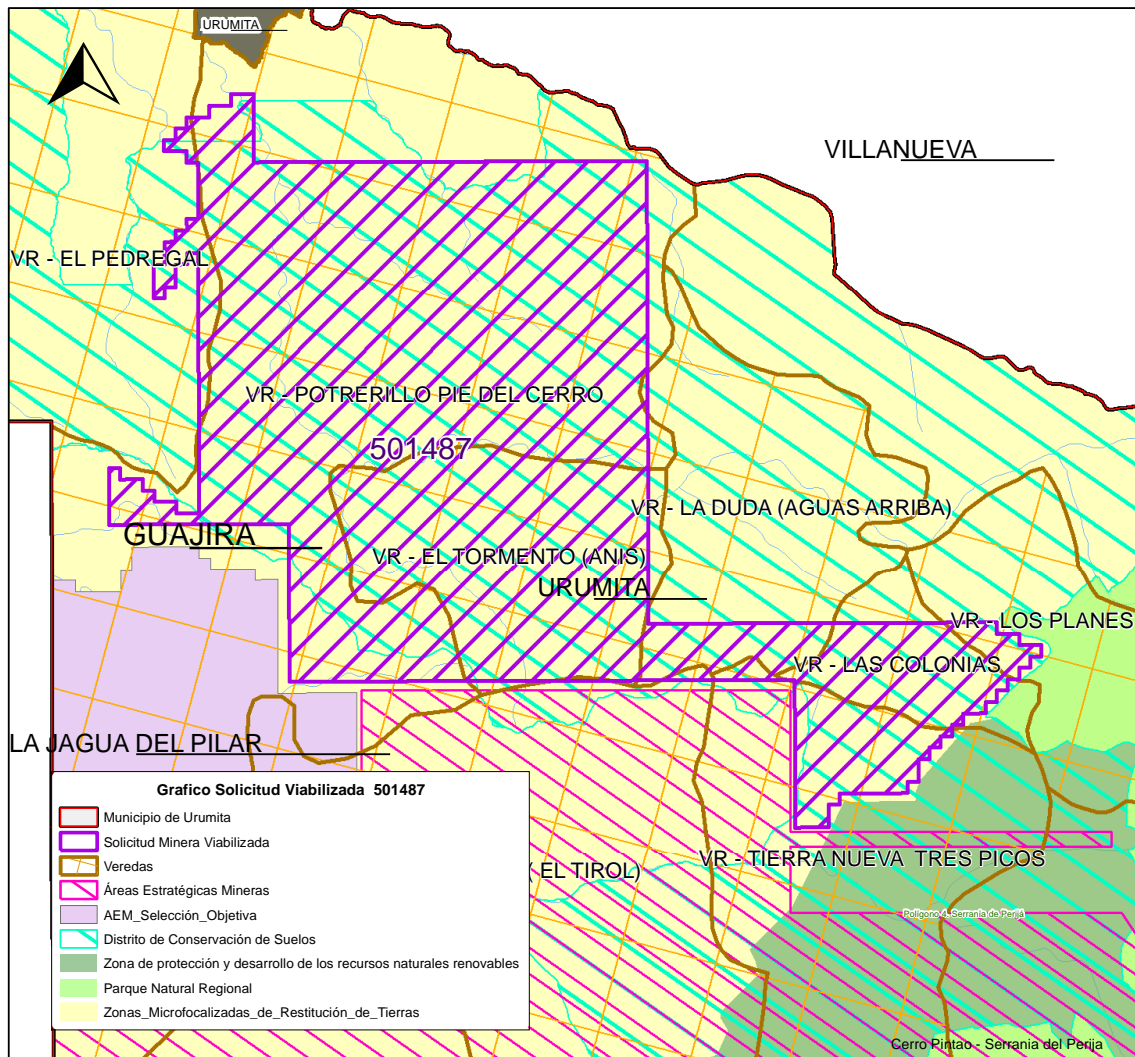 URUMITA
VILLANUEVA
VR - EL PEDREGAL
VR - POTRERILLO PIE DEL CERRO
501487
VR - LA DUDA (AGUAS ARRIBA)
GUAJIRA
VR - EL TORMENTO (ANIS)
URUMITA
VR - LOS PLANES
VR - LAS COLONIAS
LA JAGUA DEL PILAR
Grafico Solicitud Viabilizada 501487
Municipio de Urumita
Solicitud Minera Viabilizada
Veredas
Áreas Estratégicas Mineras
AEM_Selección_Objetiva
Distrito de Conservación de Suelos
Zona de protección y desarrollo de los recursos naturales renovables
Parque Natural Regional
Zonas_Microfocalizadas_de_Restitución_de_Tierras
( EL TIROL)
VR - TIERRA NUEVA TRES PICOS
Poligono 4. Serrania de Perijá
Cerro Pintao - Serrania del Perija